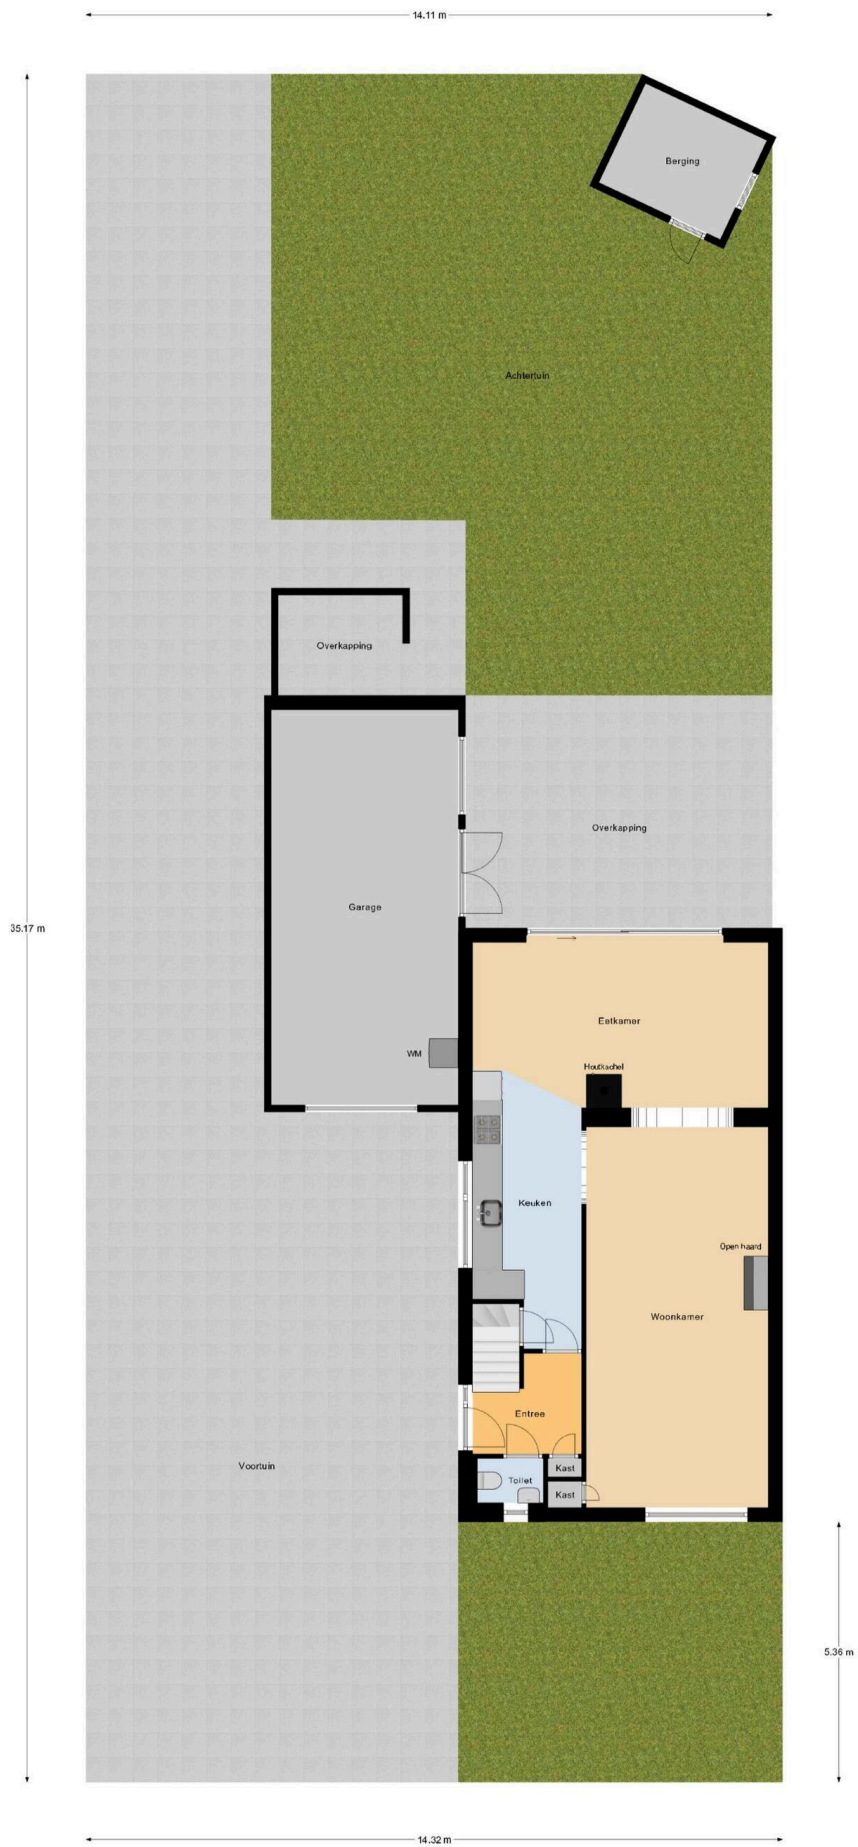 14.11 m
Berging
Achtertuin
Overkapping
Overkapping
Garage
35.17 m
Eetkamer
WM
Houtkachel
Keuken
Open haard
Woonkamer
Entree
Voortuin
Kast
Toilet
Kast
5.36 m
14.32 m